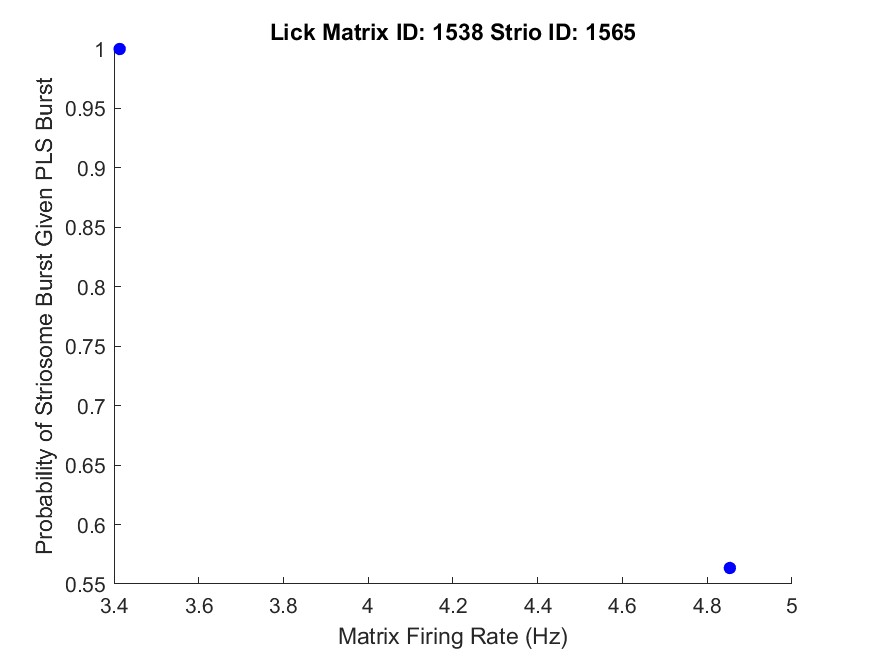 Lick Matrix ID: 1538 Strio ID: 1565
Probability of Striosome Burst Given PLS Burst
1
0.95
0.9
0.85
0.8
0.75
0.7
0.65
0.6
0.55
3.4 3.6 3.8 4 4.2 4.4 4.6 4.8 5
Matrix Firing Rate (Hz)